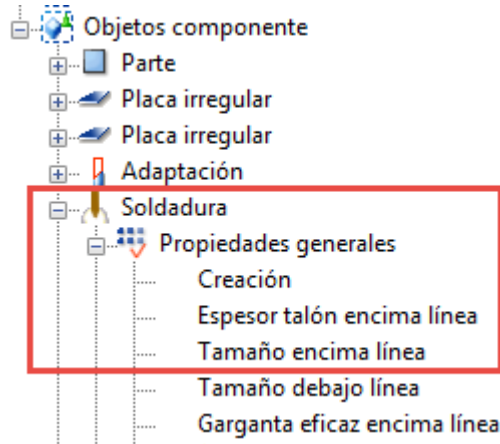 Objetos componente
Parte
Placa irregular
Placa irregular
Adaptación
Soldadura
Propiedades generales
Creación
Espesor talón encima línea
Tamaño encima línea
Tamaño debajo línea
Garganta eficaz encima línea